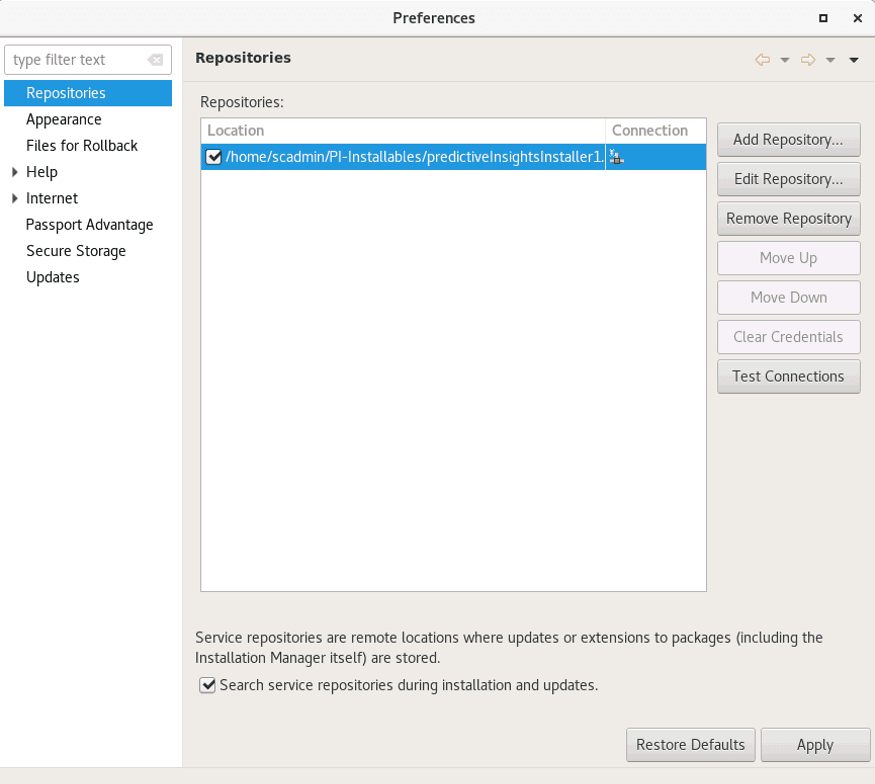 Preferences
type filter text
Repositories
Appearance
Files for Rollback
Help
Internet
Passport Advantage
Secure Storage
Updates
Repositories
Repositories:
Location Connection
/home/scadmin/PI-Installables/predictiveInsightsInstaller1.
Add Repository...
Edit Repository...
Remove Repository
Move Up
Move Down
Clear Credentials
Test Connections
Service repositories are remote locations where updates or extensions to packages (including the
Installation Manager itself) are stored.
Search service repositories during installation and updates.
Restore Defaults Apply